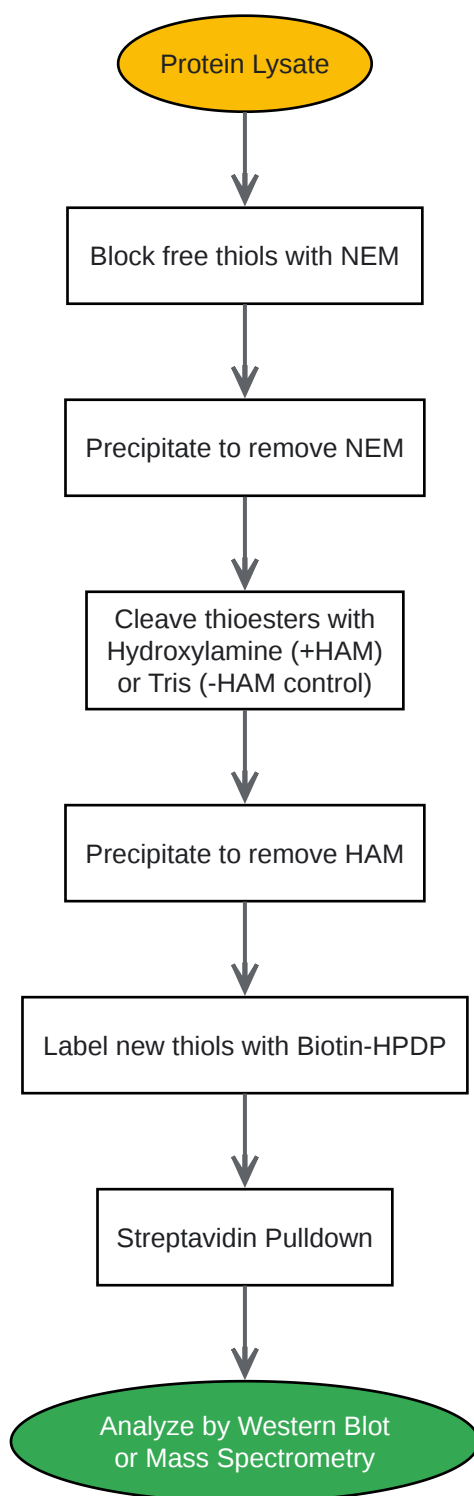 Protein Lysate
Block free thiols with NEM
Precipitate to remove NEM
Cleave thioesters with
Hydroxylamine (+HAM)
or Tris (-HAM control)
Precipitate to remove HAM
Label new thiols with Biotin-HPDP
Streptavidin Pulldown
Analyze by Western Blot
or Mass Spectrometry